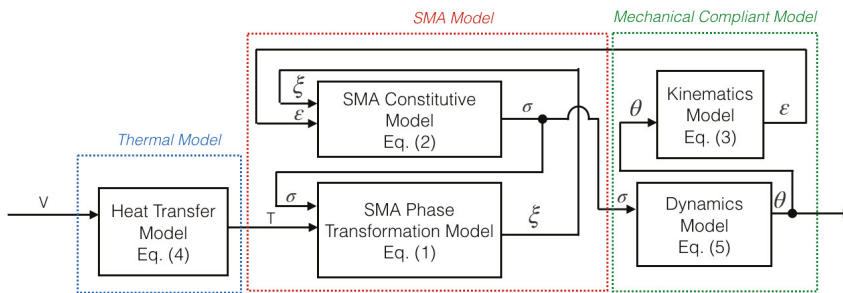 SMA Model
Mechanical Compliant Model
Thermal Model
ξ
ε
SMA Constitutive
Model
Eq. (2)
σ
θ
Kinematics
Model
Eq. (3)
ε
V
Heat Transfer
Model
Eq. (4)
T
σ
SMA Phase
Transformation Model
Eq. (1)
ξ
σ
Dynamics
Model
Eq. (5)
θ